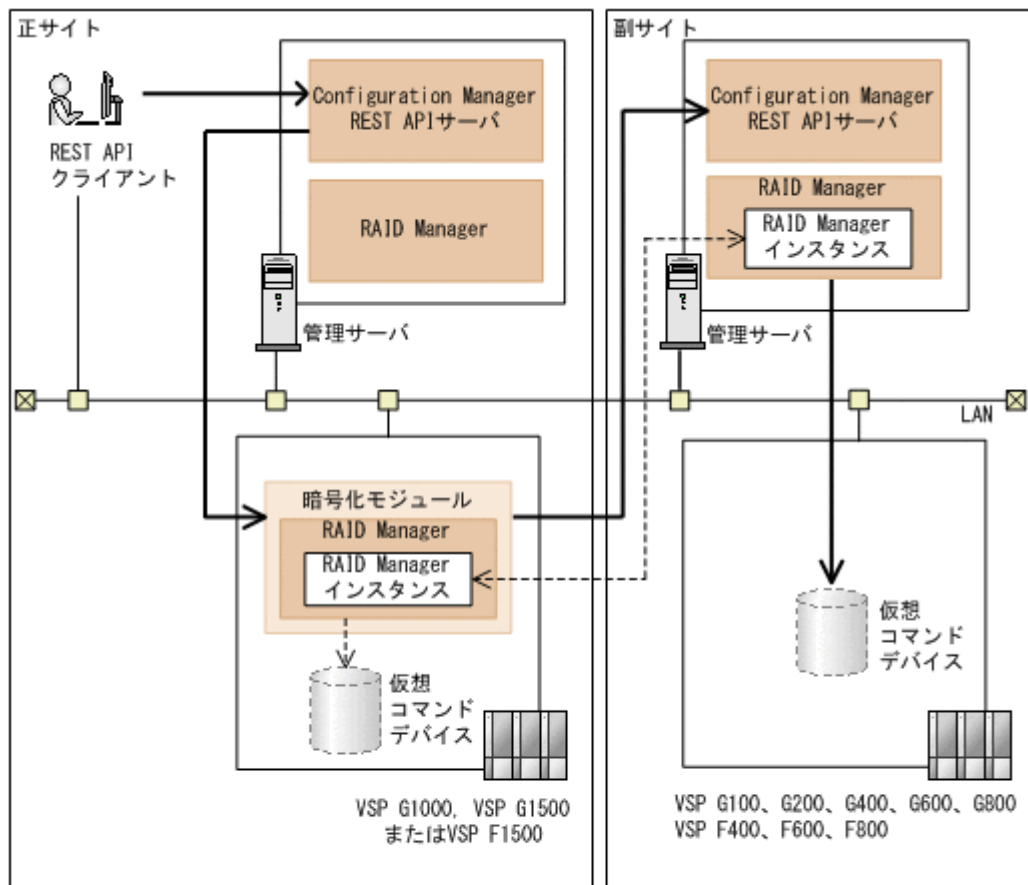 正サイト
REST API
クライアント
Configuration Manager
REST APIサーバ
RAID Manager
管理サーバ
暗号化モジュール
RAID Manager
RAID Manager
インスタンス
仮想
コマンド
デバイス
VSP G1000, VSP G1500
またはVSP F1500
副サイト
Configuration Manager
REST APIサーバ
RAID Manager
RAID Manager
インスタンス
管理サーバ
LAN
仮想
コマンド
デバイス
VSP G100、G200、G400、G600、G800
VSP F400、F600、F800